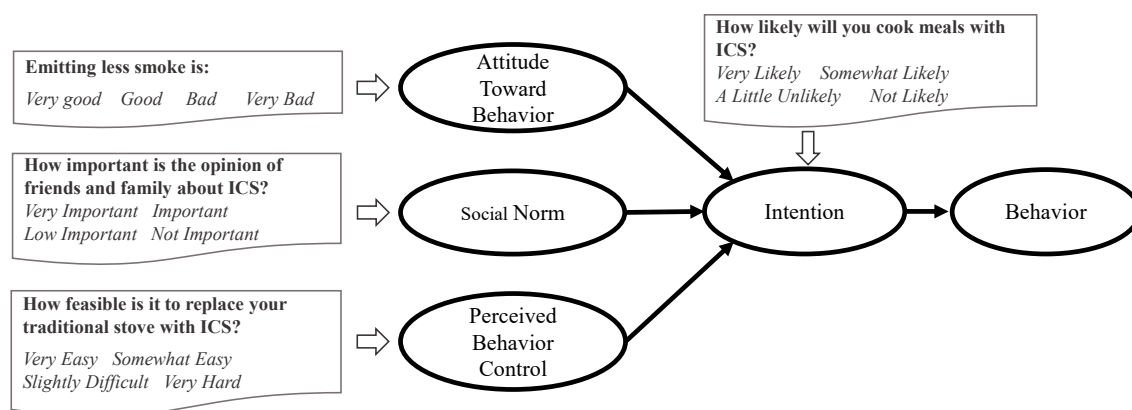 Emitting less smoke is:
Very good Good Bad Very Bad
Attitude
Toward
Behavior
How likely will you cook meals with
ICS?
Very Likely Somewhat Likely
A Little Unlikely Not Likely
How important is the opinion of
friends and family about ICS?
Very Important Important
Low Important Not Important
Social Norm
Intention
Behavior
How feasible is it to replace your
traditional stove with ICS?
Very Easy Somewhat Easy
Slightly Difficult Very Hard
Perceived
Behavior
Control